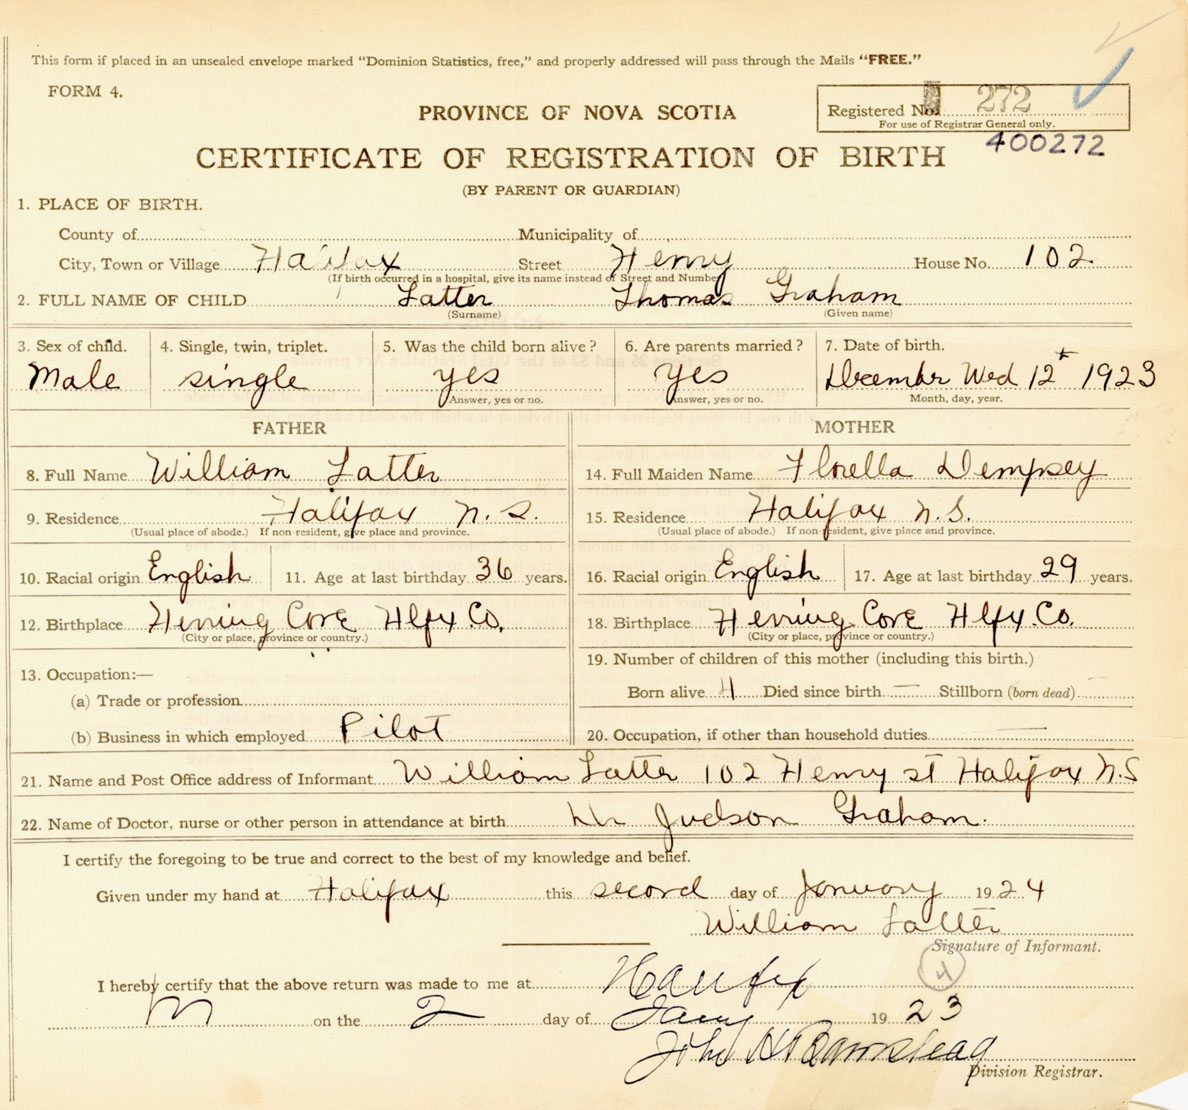 This form if placed in an unsealed envelope marked “Dominion Statistics, free,” and properly addressed will pass through the Mails “FREE.”
FORM 4.
PROVINCE OF NOVA SCOTIA
Registered No. 272
For use of Registrar General only.
400272
CERTIFICATE OF REGISTRATION OF BIRTH
(BY PARENT OR GUARDIAN)
1. PLACE OF BIRTH.
County of Municipality of
City, Town or Village Halifax Street Henry House No. 102
(If birth occurred in a hospital, give its name instead of Street and Number)
2. FULL NAME OF CHILD Latter Thomas Graham
(Surname) (Given name)
3. Sex of child. 4. Single, twin, triplet. 5. Was the child born alive? 6. Are parents married? 7. Date of birth.
Male single yes yes December Wed 12t 1923
Answer, yes or no. Answer, yes or no. Month, day, year.
FATHER MOTHER
8. Full Name William Latter 14. Full Maiden Name Florella Dempsey
9. Residence Halifax N.S. 15. Residence Halifax N.S.
(Usual place of abode.) If non-resident, give place and province. (Usual place of abode.) If non-resident, give place and province.
10. Racial origin English 11. Age at last birthday 36 years. 16. Racial origin English 17. Age at last birthday 29 years.
12. Birthplace Herring Cove Hlfx Co. 18. Birthplace Herring Cove Hlfx. Co.
(City or place, province or country.) (City or place, province or country.)
13. Occupation:— 19. Number of children of this mother (including this birth.)
(a) Trade or profession Born alive 4 Died since birth — Stillborn (born dead) —
(b) Business in which employed Pilot 20. Occupation, if other than household duties —
21. Name and Post Office address of Informant William Latter 102 Henry st Halifax N.S
22. Name of Doctor, nurse or other person in attendance at birth Dr Judson Graham.
I certify the foregoing to be true and correct to the best of my knowledge and belief.
Given under my hand at Halifax this second day of January 1924
William Latter
Signature of Informant.
4
I hereby certify that the above return was made to me at Halifax
on the 2 day of Jany 1923
John H
Division Registrar.